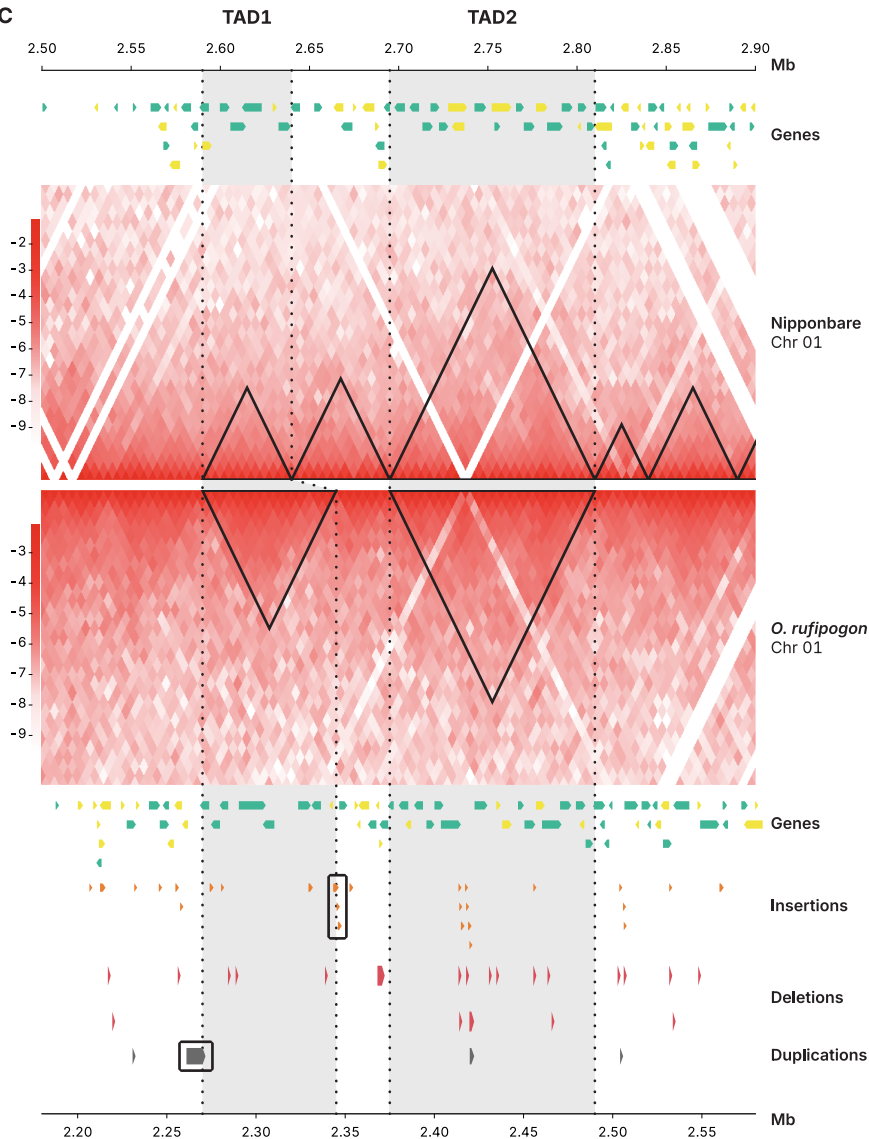 C
TAD1 TAD2
2.50 2.55 2.60 2.65 2.70 2.75 2.80 2.85 2.90
Mb
Genes
-2
-3
-4
-5
-6
-7
-8
-9
Nipponbare
Chr 01
-3
-4
-5
-6
-7
-8
-9
O. rufipogon
Chr 01
Genes
Insertions
Deletions
Duplications
Mb
2.20 2.25 2.30 2.35 2.40 2.45 2.50 2.55